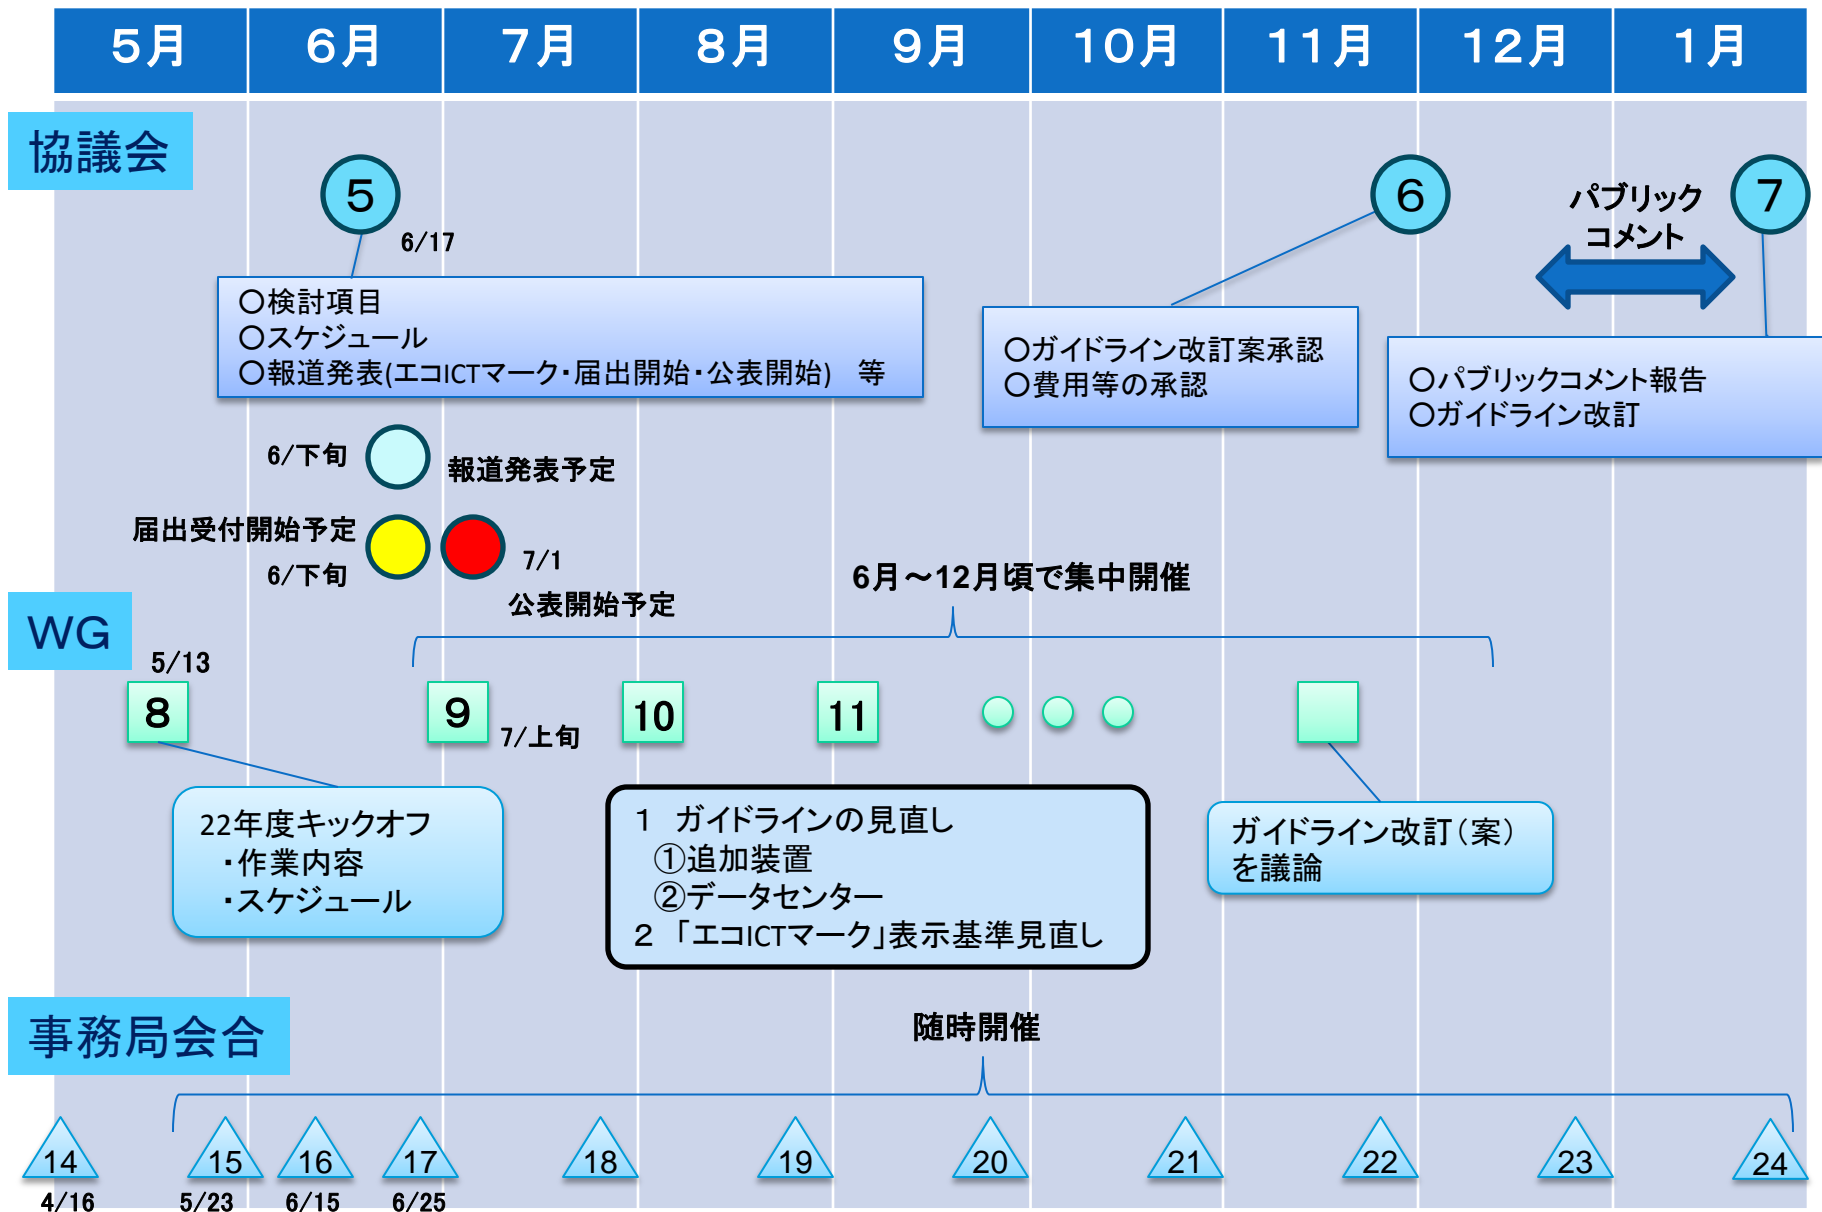 ５月 ６月 ７月 ８月 ９月 １０月 １１月 １２月 １月
協議会
５
6/17
６
パブリック
コメント
７
○検討項目
○スケジュール
○報道発表(エコICTマーク・届出開始・公表開始)　等
○ガイドライン改訂案承認
○費用等の承認
○パブリックコメント報告
○ガイドライン改訂
6/下旬
報道発表予定
届出受付開始予定
6/下旬
7/1
公表開始予定
6月～12月頃で集中開催
WG
5/13
8
9
7/上旬
10
11
22年度キックオフ
・作業内容
・スケジュール
１　ガイドラインの見直し
①追加装置
②データセンター
２　「エコICTマーク」表示基準見直し
ガイドライン改訂（案）
を議論
事務局会合
随時開催
14 15 16 17 18 19 20 21 22 23 24
4/16 5/23 6/15 6/25